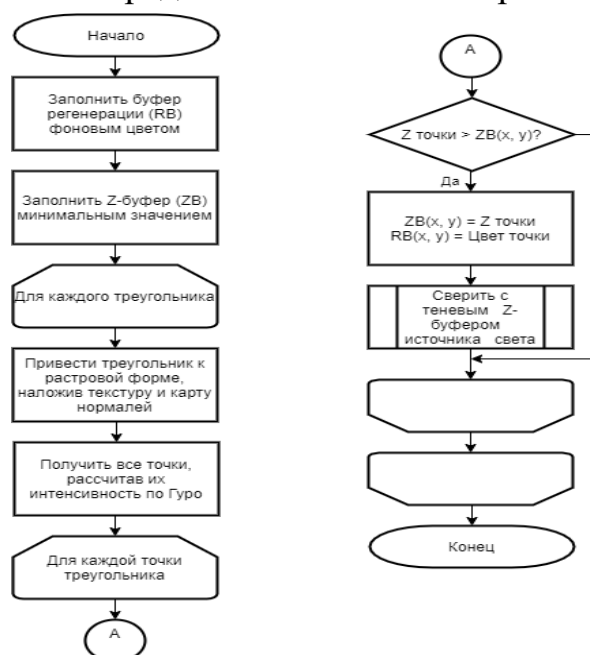 Начало
Заполнить буфер
регенерации (RB)
фоновым цветом
Заполнить Z-буфер (ZB)
минимальным значением
Для каждого треугольника
Привести треугольник к
растровой форме,
наложив текстуру и карту
нормалей
Получить все точки,
рассчитав их
интенсивность по Гуро
Для каждой точки
треугольника
А
А
Z точки > ZB(x, y)?
Да
ZB(x, y) = Z точки
RB(x, y) = Цвет точки
Сверить с
теневым Z-
буфером
источника света
Конец